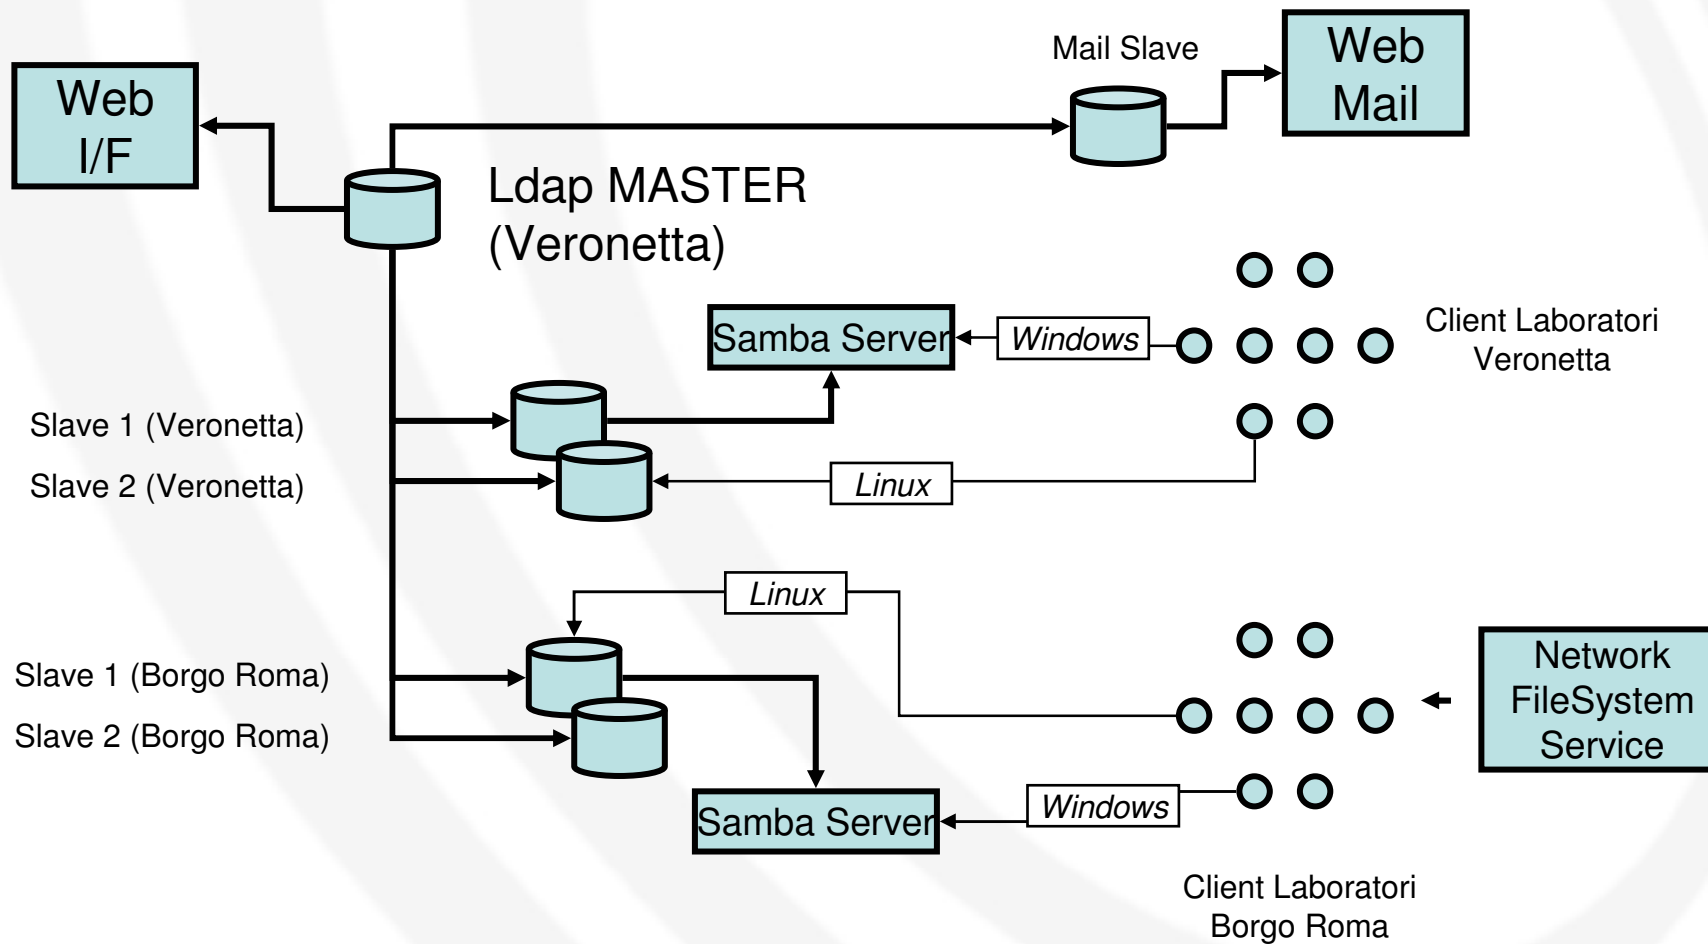 Mail Slave
Web
Mail
Web
I/F
Ldap MASTER
(Veronetta)
Samba Server
Windows
Client Laboratori
Veronetta
Slave 1 (Veronetta)
Slave 2 (Veronetta)
Linux
Linux
Slave 1 (Borgo Roma)
Slave 2 (Borgo Roma)
Network
FileSystem
Service
Samba Server
Windows
Client Laboratori
Borgo Roma